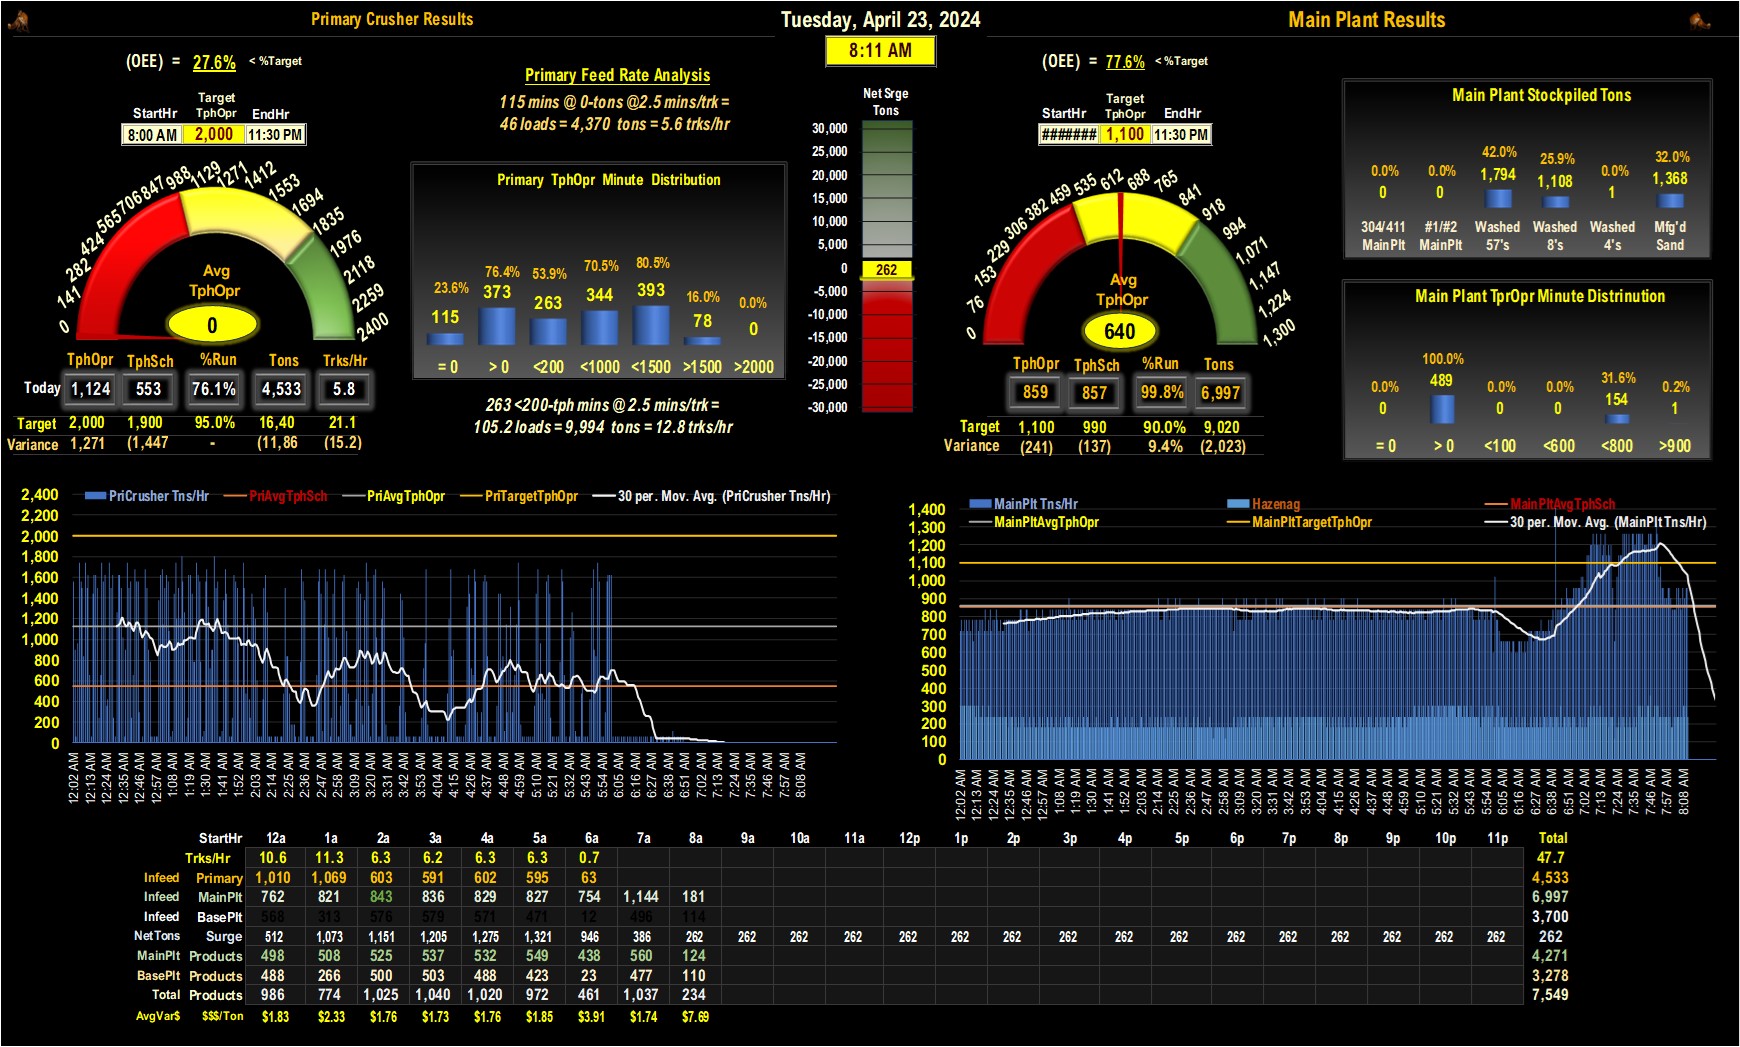 Primary Crusher Results
Tuesday, April 23, 2024
Main Plant Results
8:11 AM
(OEE) = 27.6% < %Target
StartHr Target TphOpr EndHr
8:00 AM 2,000 11:30 PM
0 141 282 424 565 706 847 988 1129 1271 1412 1553 1694 1835 1976 2118 2259 2400
Avg
TphOpr
0
TphOpr TphSch %Run Tons Trks/Hr
Today 1,124 553 76.1% 4,533 5.8
Target 2,000 1,900 95.0% 16,40 21.1
Variance 1,271 (1,447 - (11,86 (15.2)
Primary Feed Rate Analysis
115 mins @ 0-tons @2.5 mins/trk =
46 loads = 4,370 tons = 5.6 trks/hr
Primary TphOpr Minute Distribution
23.6% 76.4% 53.9% 70.5% 80.5% 16.0% 0.0%
115 373 263 344 393 78 0
= 0 > 0 <200 <1000 <1500 >1500 >2000
263 <200-tph mins @ 2.5 mins/trk =
105.2 loads = 9,994 tons = 12.8 trks/hr
Net Srge
Tons
30,000
25,000
20,000
15,000
10,000
5,000
0
262
-5,000
-10,000
-15,000
-20,000
-25,000
-30,000
(OEE) = 77.6% < %Target
StartHr Target TphOpr EndHr
####### 1,100 11:30 PM
0 76 153 229 306 382 459 535 612 688 765 841 918 994 1,071 1,147 1,224 1,300
Avg
TphOpr
640
TphOpr TphSch %Run Tons
859 857 99.8% 6,997
Target 1,100 990 90.0% 9,020
Variance (241) (137) 9.4% (2,023)
Main Plant Stockpiled Tons
0.0% 0.0% 42.0% 25.9% 0.0% 32.0%
0 0 1,794 1,108 1 1,368
304/411 #1/#2 Washed Washed Washed Mfg'd
MainPlt MainPlt 57's 8's 4's Sand
Main Plant TprOpr Minute Distrinution
0.0% 100.0% 0.0% 0.0% 31.6% 0.2%
0 489 0 0 154 1
= 0 > 0 <100 <600 <800 >900
PriCrusher Tns/Hr PriAvgTphSch PriAvgTphOpr PriTargetTphOpr 30 per. Mov. Avg. (PriCrusher Tns/Hr)
2,400
2,200
2,000
1,800
1,600
1,400
1,200
1,000
800
600
400
200
0
12:02 AM 12:13 AM 12:24 AM 12:35 AM 12:46 AM 12:57 AM 1:08 AM 1:19 AM 1:30 AM 1:41 AM 1:52 AM 2:03 AM 2:14 AM 2:25 AM 2:36 AM 2:47 AM 2:58 AM 3:09 AM 3:20 AM 3:31 AM 3:42 AM 3:53 AM 4:04 AM 4:15 AM 4:26 AM 4:37 AM 4:48 AM 4:59 AM 5:10 AM 5:21 AM 5:32 AM 5:43 AM 5:54 AM 6:05 AM 6:16 AM 6:27 AM 6:38 AM 6:51 AM 7:02 AM 7:13 AM 7:24 AM 7:35 AM 7:46 AM 7:57 AM 8:08 AM
MainPlt Tns/Hr Hazenag MainPltAvgTphSch
MainPltAvgTphOpr MainPltTargetTphOpr 30 per. Mov. Avg. (MainPlt Tns/Hr)
1,400
1,300
1,200
1,100
1,000
900
800
700
600
500
400
300
200
100
0
12:02 AM 12:13 AM 12:24 AM 12:35 AM 12:46 AM 12:57 AM 1:08 AM 1:19 AM 1:30 AM 1:41 AM 1:52 AM 2:03 AM 2:14 AM 2:25 AM 2:36 AM 2:47 AM 2:58 AM 3:09 AM 3:20 AM 3:31 AM 3:42 AM 3:53 AM 4:04 AM 4:15 AM 4:26 AM 4:37 AM 4:48 AM 4:59 AM 5:10 AM 5:21 AM 5:32 AM 5:43 AM 5:54 AM 6:05 AM 6:16 AM 6:27 AM 6:38 AM 6:51 AM 7:02 AM 7:13 AM 7:24 AM 7:35 AM 7:46 AM 7:57 AM 8:08 AM
StartHr 12a 1a 2a 3a 4a 5a 6a 7a 8a 9a 10a 11a 12p 1p 2p 3p 4p 5p 6p 7p 8p 9p 10p 11p Total
Trks/Hr 10.6 11.3 6.3 6.2 6.3 6.3 0.7 47.7
Infeed Primary 1,010 1,069 603 591 602 595 63 4,533
Infeed MainPlt 762 821 843 836 829 827 754 1,144 181 6,997
Infeed BasePlt 568 313 576 579 571 471 12 496 114 3,700
NetTons Surge 512 1,073 1,151 1,205 1,275 1,321 946 386 262 262 262 262 262 262 262 262 262 262 262 262 262 262 262 262 262
MainPlt Products 498 508 525 537 532 549 438 560 124 4,271
BasePlt Products 488 266 500 503 488 423 23 477 110 3,278
Total Products 986 774 1,025 1,040 1,020 972 461 1,037 234 7,549
AvgVar$ $$$/Ton $1.83 $2.33 $1.76 $1.73 $1.76 $1.85 $3.91 $1.74 $7.69